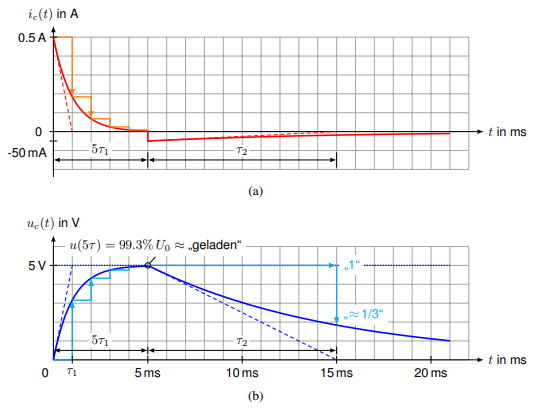 i_c(t) in A
0.5 A
0
-50 mA
5τ₁
τ₂
t in ms
(a)
u_c(t) in V
u(5τ) = 99.3% U₀ ≈ „geladen“
5 V
„1“
„≈ 1/3“
5τ₁
τ₂
t in ms
0
τ₁
5 ms
10 ms
15 ms
20 ms
(b)